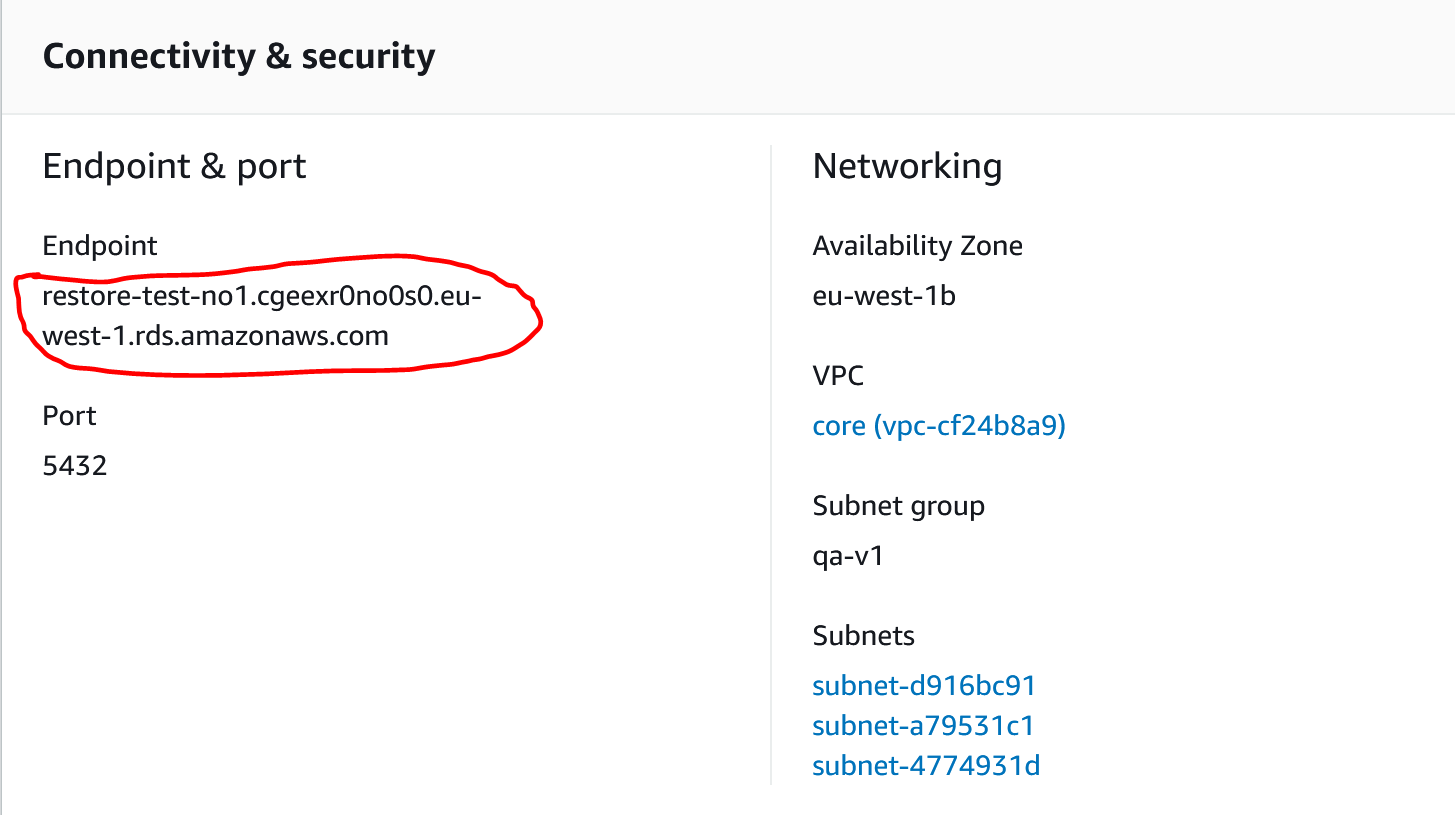 Connectivity & security
Endpoint & port
Endpoint
restore-test-no1.cgeexr0no0s0.eu-
west-1.rds.amazonaws.com
Port
5432
Networking
Availability Zone
eu-west-1b
VPC
core (vpc-cf24b8a9)
Subnet group
qa-v1
Subnets
subnet-d916bc91
subnet-a79531c1
subnet-4774931d